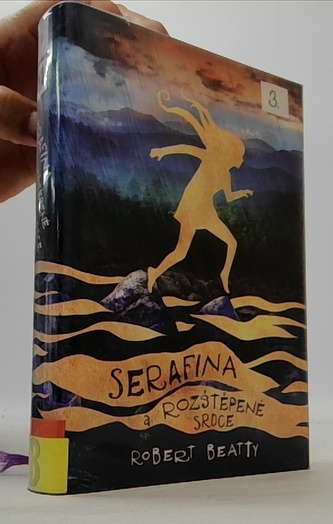 3.
SERAFINA
a ROZŠTĚPENÉ
SRDCE
ROBERT BEATTY